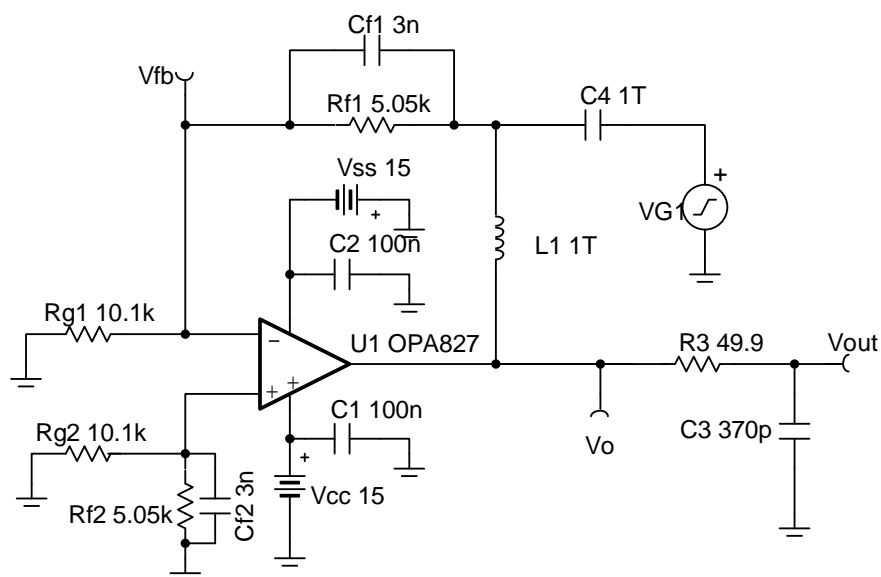 Cf1 3n
Vfb
Rf1 5.05k
C4 1T
Vss 15
+
+
VG1
C2 100n
L1 1T
Rg1 10.1k
U1 OPA827
R3 49.9
Vout
−
+
+
Rg2 10.1k
C1 100n
C3 370p
Vo
+
Rf2 5.05k
Cf2 3n
Vcc 15